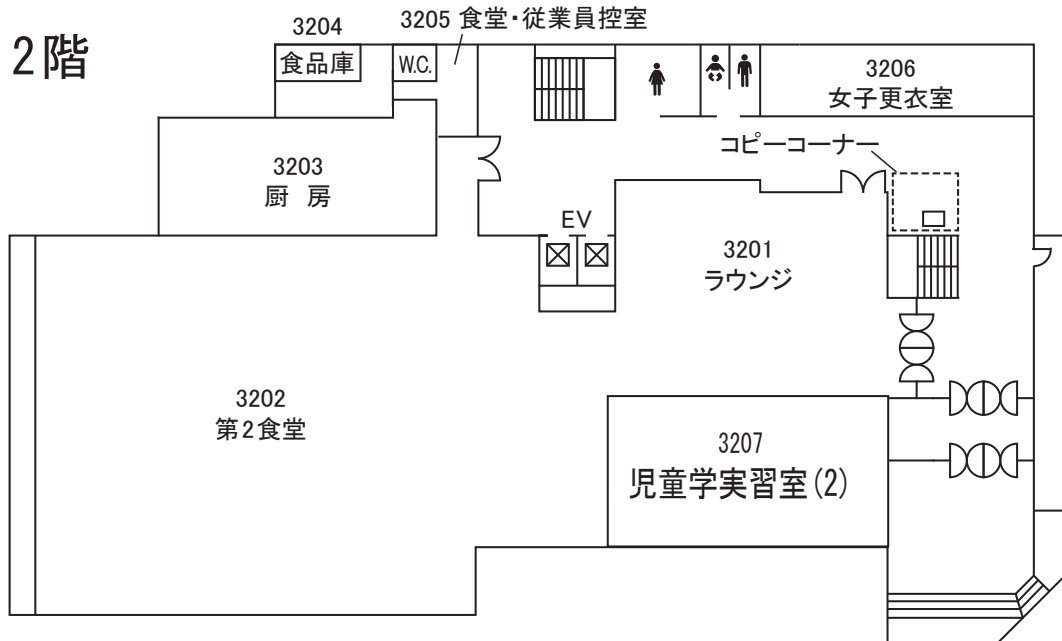 2階
3204
食品庫
W.C.
3205 食堂・従業員控室
3206
女子更衣室
コピーコーナー
3203
厨 房
EV
3201
ラウンジ
3202
第2食堂
3207
児童学実習室(2)